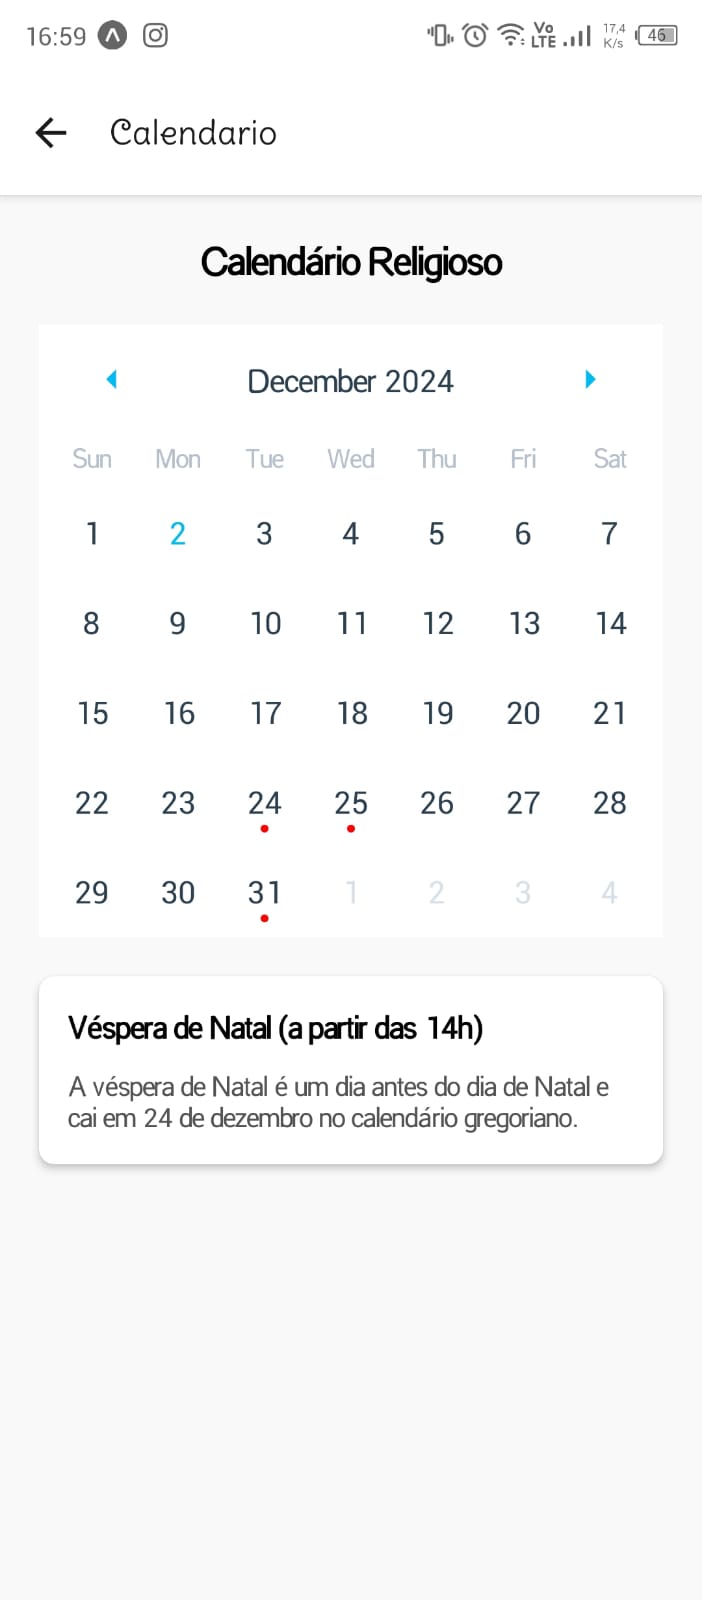 16:59 Vo LTE 17,4 K/s 46
Calendario
Calendário Religioso
December 2024
Sun Mon Tue Wed Thu Fri Sat
1 2 3 4 5 6 7
8 9 10 11 12 13 14
15 16 17 18 19 20 21
22 23 24 25 26 27 28
29 30 31 1 2 3 4
Véspera de Natal (a partir das 14h)
A véspera de Natal é um dia antes do dia de Natal e
cai em 24 de dezembro no calendário gregoriano.